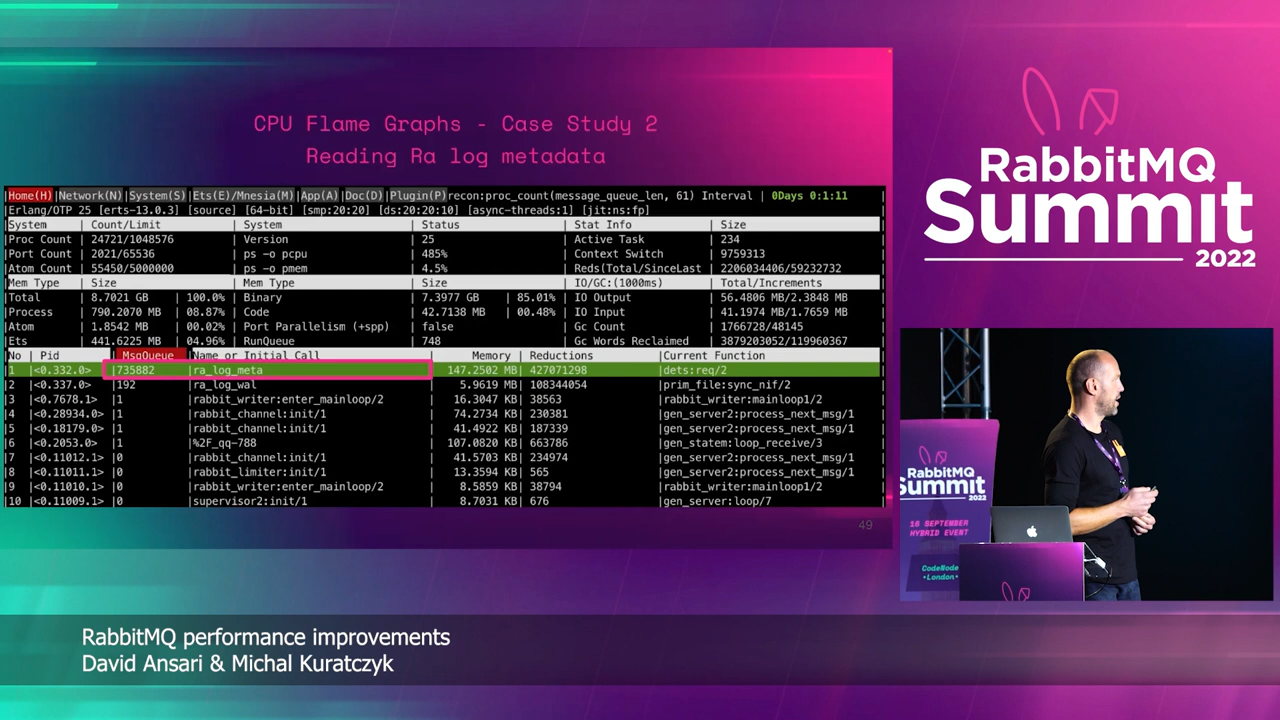 CPU Flame Graphs - Case Study 2
Reading Ra log metadata
Home(H)|Network(N)|System(S)|Ets(E)/Mnesia(M)|App(A)|Doc(D)|Plugin(P)recon:proc_count(message_queue_len, 61) Interval | 0Days 0:1:11
Erlang/OTP 25 [erts-13.0.3] [source] [64-bit] [smp:20:20] [ds:20:20:10] [async-threads:1] [jit:ns:fp]
System | Count/Limit | System | Status | Stat Info | Size
Proc Count | 24721/1048576 | Version | 25 | Active Task | 234
Port Count | 2021/65536 | ps -o pcpu | 485% | Context Switch | 9759313
Atom Count | 55450/5000000 | ps -o pmem | 4.5% | Reds(Total/SinceLast | 2206034406/59232732
Mem Type | Size | Mem Type | Size | IO/GC:(1000ms) | Total/Increments
Total | 8.7021 GB | 100.0% | Binary | 7.3977 GB | 85.01% | IO Output | 56.4806 MB/2.3848 MB
Process | 790.2070 MB | 08.87% | Code | 42.7138 MB | 00.48% | IO Input | 41.1974 MB/1.7659 MB
Atom | 1.8542 MB | 00.02% | Port Parallelism (+spp) | false | Gc Count | 1766728/48145
Ets | 441.6225 MB | 04.96% | RunQueue | 748 | Gc Words Reclaimed | 3879203052/119960367
No | Pid | MsgQueue |Name or Initial Call | Memory | Reductions |Current Function
1 |<0.332.0> |735882 |ra_log_meta | 147.2502 MB| 427071298 |dets:req/2
2 |<0.337.0> |192 |ra_log_wal | 5.9619 MB| 108344054 |prim_file:sync_nif/2
3 |<0.7678.1> |1 |rabbit_writer:enter_mainloop/2 | 16.3047 KB| 38563 |rabbit_writer:mainloop1/2
4 |<0.28934.0> |1 |rabbit_channel:init/1 | 74.2734 KB| 230381 |gen_server2:process_next_msg/1
5 |<0.18179.0> |1 |rabbit_channel:init/1 | 41.4922 KB| 187339 |gen_server2:process_next_msg/1
6 |<0.2053.0> |1 |%2F_qq-788 | 107.0820 KB| 663786 |gen_statem:loop_receive/3
7 |<0.11012.1> |0 |rabbit_channel:init/1 | 41.5703 KB| 234974 |gen_server2:process_next_msg/1
8 |<0.11011.1> |0 |rabbit_limiter:init/1 | 13.3594 KB| 565 |gen_server2:process_next_msg/1
9 |<0.11010.1> |0 |rabbit_writer:enter_mainloop/2 | 8.5859 KB| 38794 |rabbit_writer:mainloop1/2
10 |<0.11009.1> |0 |supervisor2:init/1 | 8.7031 KB| 676 |gen_server:loop/7
49
RabbitMQ
Summit
2022
RabbitMQ
Summit
2022
16 SEPTEMBER
HYBRID EVENT
CodeNode
•London•
RabbitMQ performance improvements
David Ansari & Michal Kuratczyk